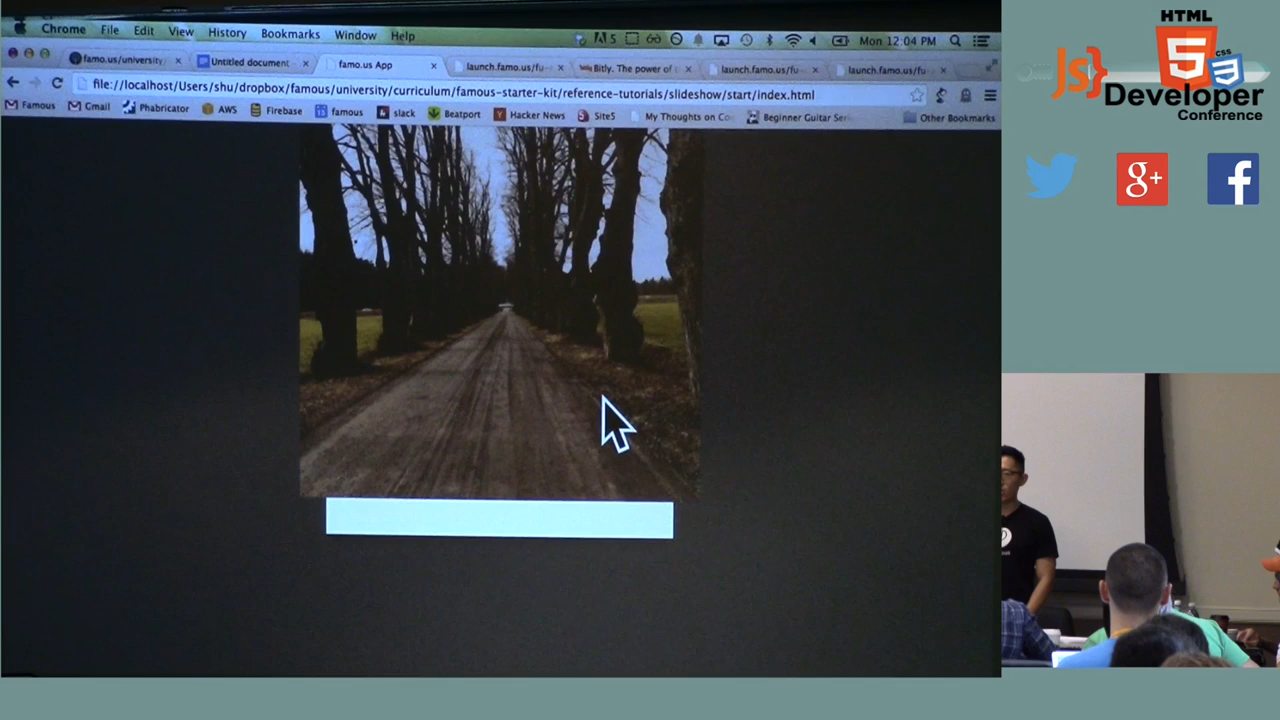 Chrome File Edit View History Bookmarks Window Help
5 Mon 12:04 PM
famo.us/university
Untitled document
famo.us App
launch.famo.us/fu
Bitly. The power of
launch.famo.us/fu
launch.famo.us/fu
file://localhost/Users/shu/dropbox/famous/university/curriculum/famous-starter-kit/reference-tutorials/slideshow/start/index.html
Famous Gmail Phabricator AWS Firebase famous slack Beatport Hacker News Site5 My Thoughts on Beginner Guitar Other Bookmarks
HTML
JS} 5 CSS 3
Developer
Conference
g+ f